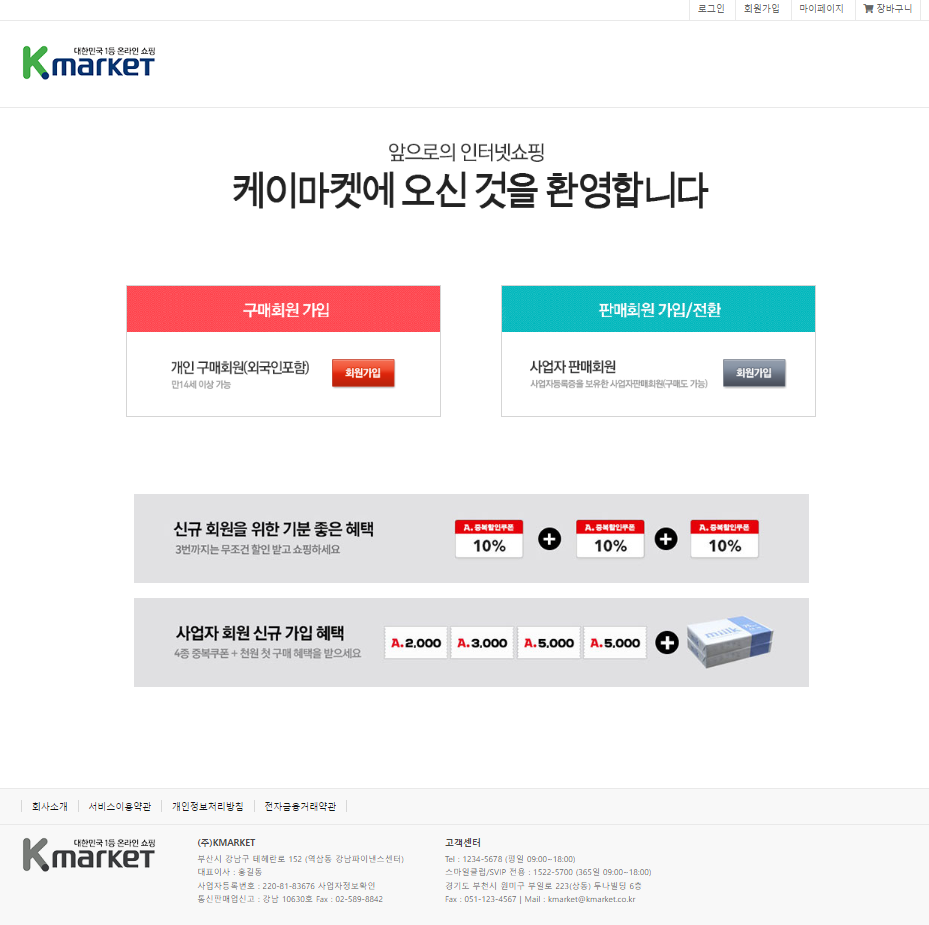 로그인 회원가입 마이페이지 장바구니
대한민국 1등 온라인 쇼핑
K.market
앞으로의 인터넷쇼핑
케이마켓에 오신 것을 환영합니다
구매회원 가입
개인 구매회원(외국인포함)
만14세 이상 가능
회원가입
판매회원 가입/전환
사업자 판매회원
사업자등록증을 보유한 사업자판매회원(구매도 가능)
회원가입
신규 회원을 위한 기분 좋은 혜택
3번까지는 무조건 할인 받고 쇼핑하세요
A. 중복할인쿠폰 A. 중복할인쿠폰 A. 중복할인쿠폰
10% 10% 10%
사업자 회원 신규 가입 혜택
4종 중복쿠폰 + 천원 첫 구매 혜택을 받으세요
A.2,000 A.3,000 A.5,000 A.5,000
milk
회사소개 서비스이용약관 개인정보처리방침 전자금융거래약관
대한민국 1등 온라인 쇼핑
K.market
(주)KMARKET
부산시 강남구 테헤란로 152 (역삼동 강남파이낸스센터)
대표이사 : 홍길동
사업자등록번호 : 220-81-83676 사업자정보확인
통신판매업신고 : 강남 10630호 Fax : 02-589-8842
고객센터
Tel : 1234-5678 (평일 09:00~18:00)
스마일클럽/SVIP 전용 : 1522-5700 (365일 09:00~18:00)
경기도 부천시 원미구 부일로 223(상동) 투나빌딩 6층
Fax : 051-123-4567 | Mail : kmarket@kmarket.co.kr